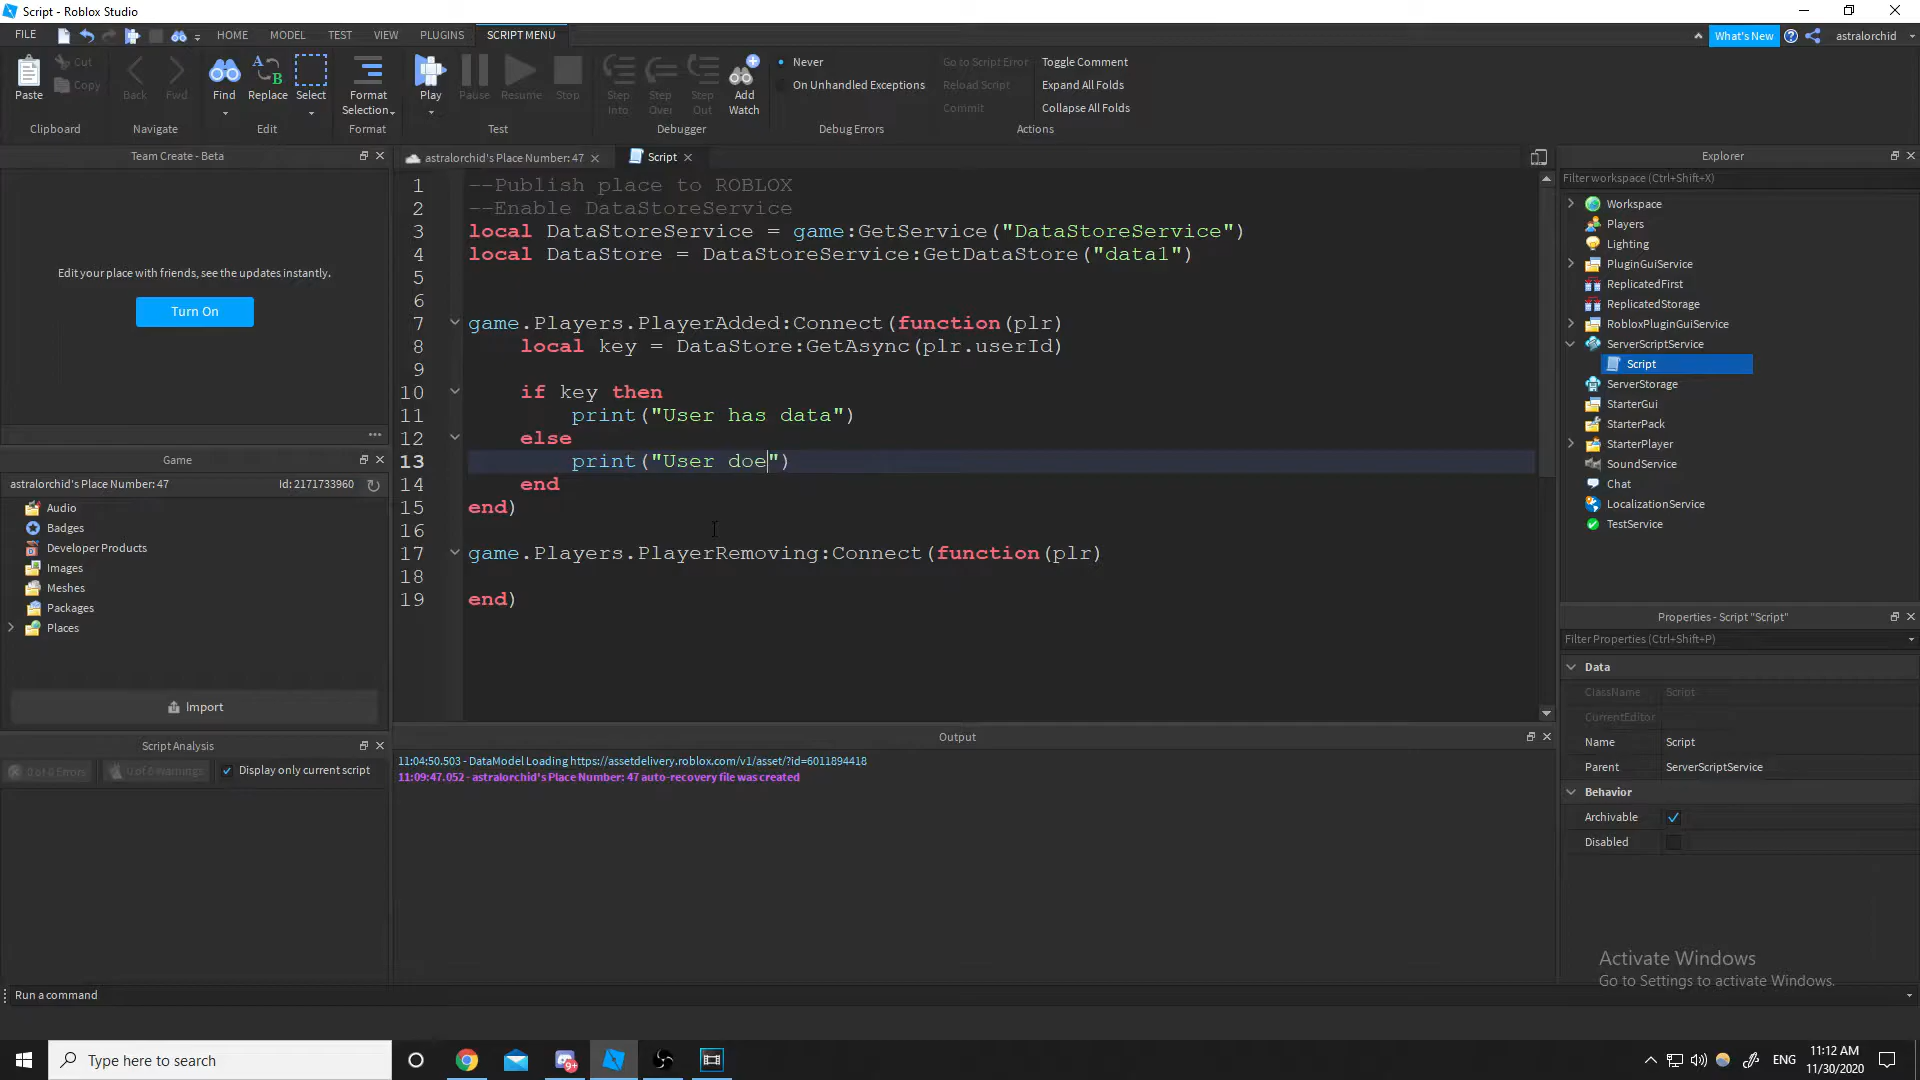 Script - Roblox Studio
FILE
HOME
MODEL
TEST
VIEW
PLUGINS
SCRIPT MENU
What's New
astralorchid
Paste
Cut
Copy
Clipboard
Back
Fwd
Navigate
Find
Replace
Select
Edit
Format
Selection
Format
Play
Pause
Resume
Stop
Test
Step
Into
Step
Over
Step
Out
Add
Watch
Debugger
Never
On Unhandled Exceptions
Debug Errors
Go to Script Error
Reload Script
Commit
Toggle Comment
Expand All Folds
Collapse All Folds
Actions
Team Create - Beta
Edit your place with friends, see the updates instantly.
Turn On
Game
astralorchid's Place Number: 47
Id: 2171733960
Audio
Badges
Developer Products
Images
Meshes
Packages
Places
Import
Script Analysis
0 of 0 Errors
0 of 0 Warnings
Display only current script
astralorchid's Place Number: 47
Script
1 --Publish place to ROBLOX
2 --Enable DataStoreService
3 local DataStoreService = game:GetService("DataStoreService")
4 local DataStore = DataStoreService:GetDataStore("data1")
5
6
7 game.Players.PlayerAdded:Connect(function(plr)
8 local key = DataStore:GetAsync(plr.userId)
9
10 if key then
11 print("User has data")
12 else
13 print("User doe")
14 end
15 end)
16
17 game.Players.PlayerRemoving:Connect(function(plr)
18
19 end)
Output
11:04:50.503 - DataModel Loading https://assetdelivery.roblox.com/v1/asset/?id=6011894418
11:09:47.052 - astralorchid's Place Number: 47 auto-recovery file was created
Explorer
Filter workspace (Ctrl+Shift+X)
Workspace
Players
Lighting
PluginGuiService
ReplicatedFirst
ReplicatedStorage
RobloxPluginGuiService
ServerScriptService
Script
ServerStorage
StarterGui
StarterPack
StarterPlayer
SoundService
Chat
LocalizationService
TestService
Properties - Script "Script"
Filter Properties (Ctrl+Shift+P)
Data
ClassName Script
CurrentEditor
Name Script
Parent ServerScriptService
Behavior
Archivable
Disabled
Activate Windows
Go to Settings to activate Windows.
Run a command
Type here to search
ENG
11:12 AM
11/30/2020